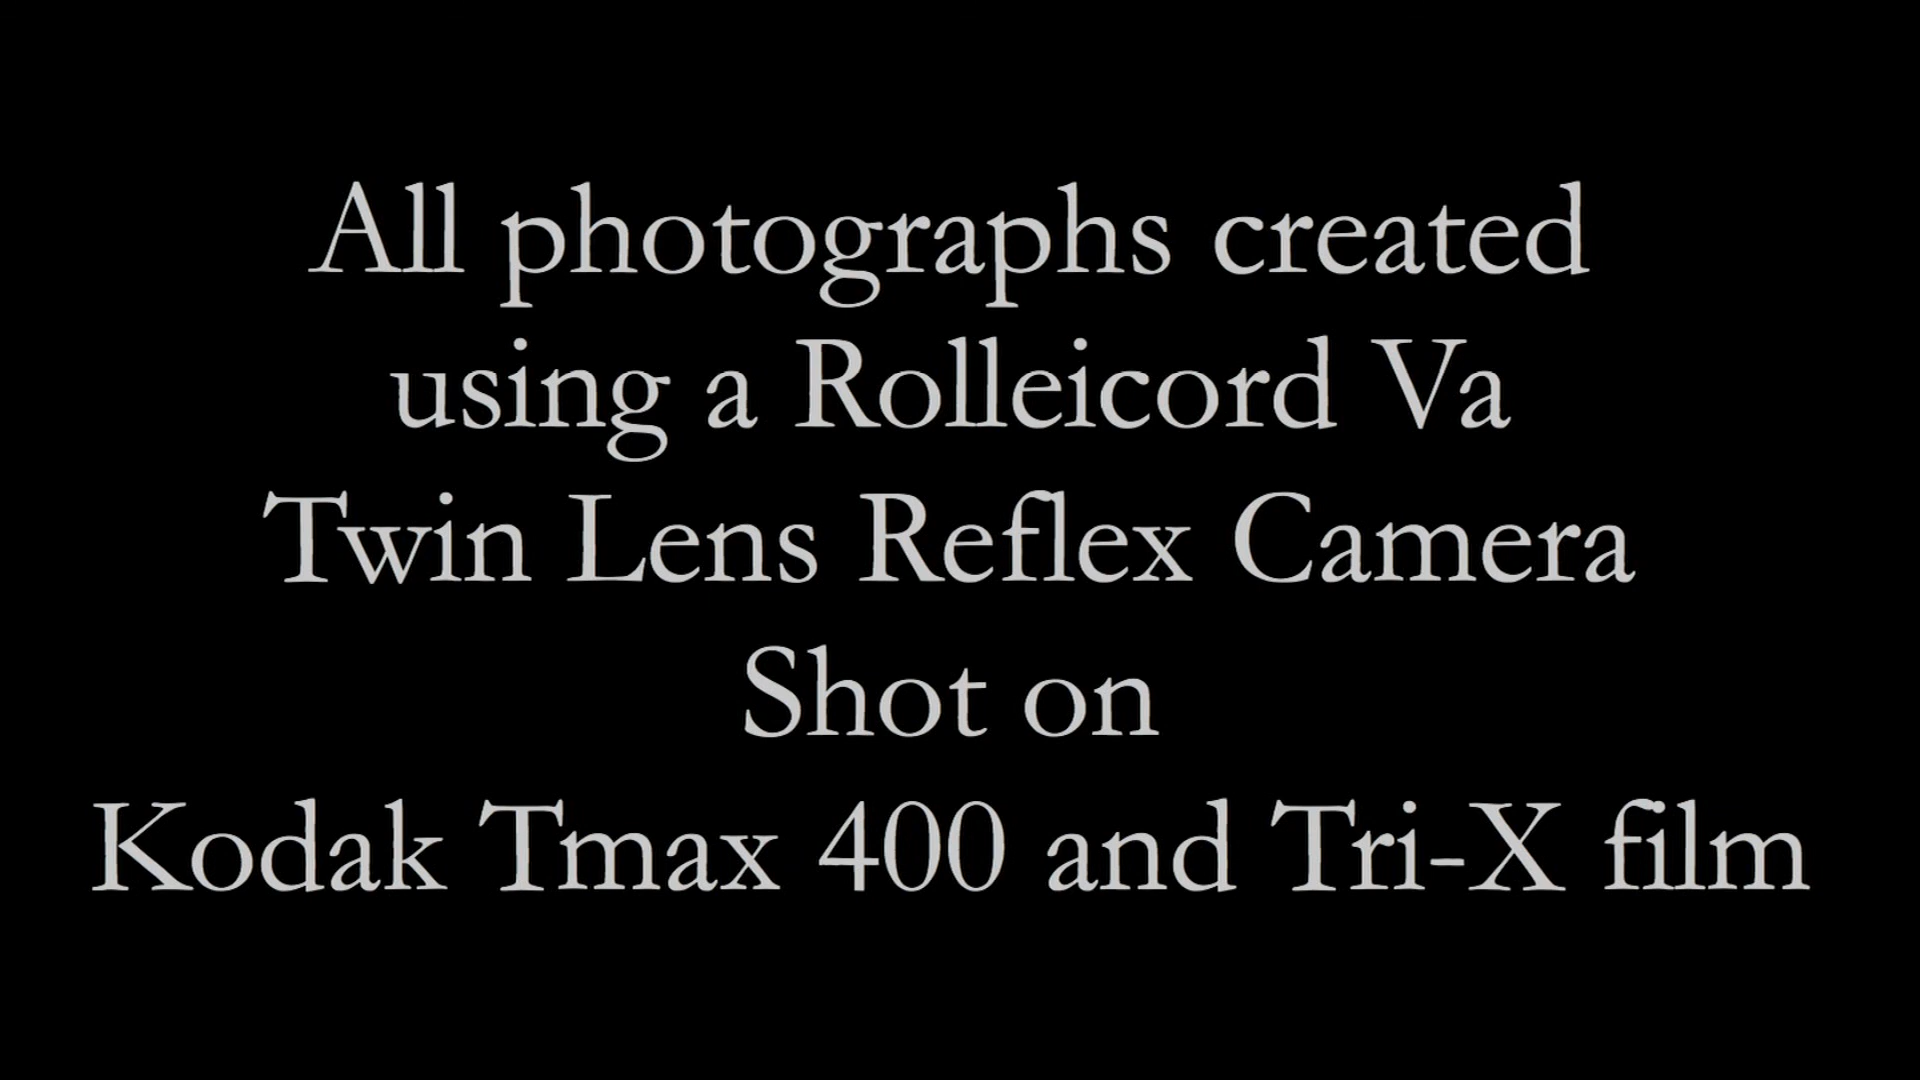 All photographs created
using a Rolleicord Va
Twin Lens Reflex Camera
Shot on
Kodak Tmax 400 and Tri-X film